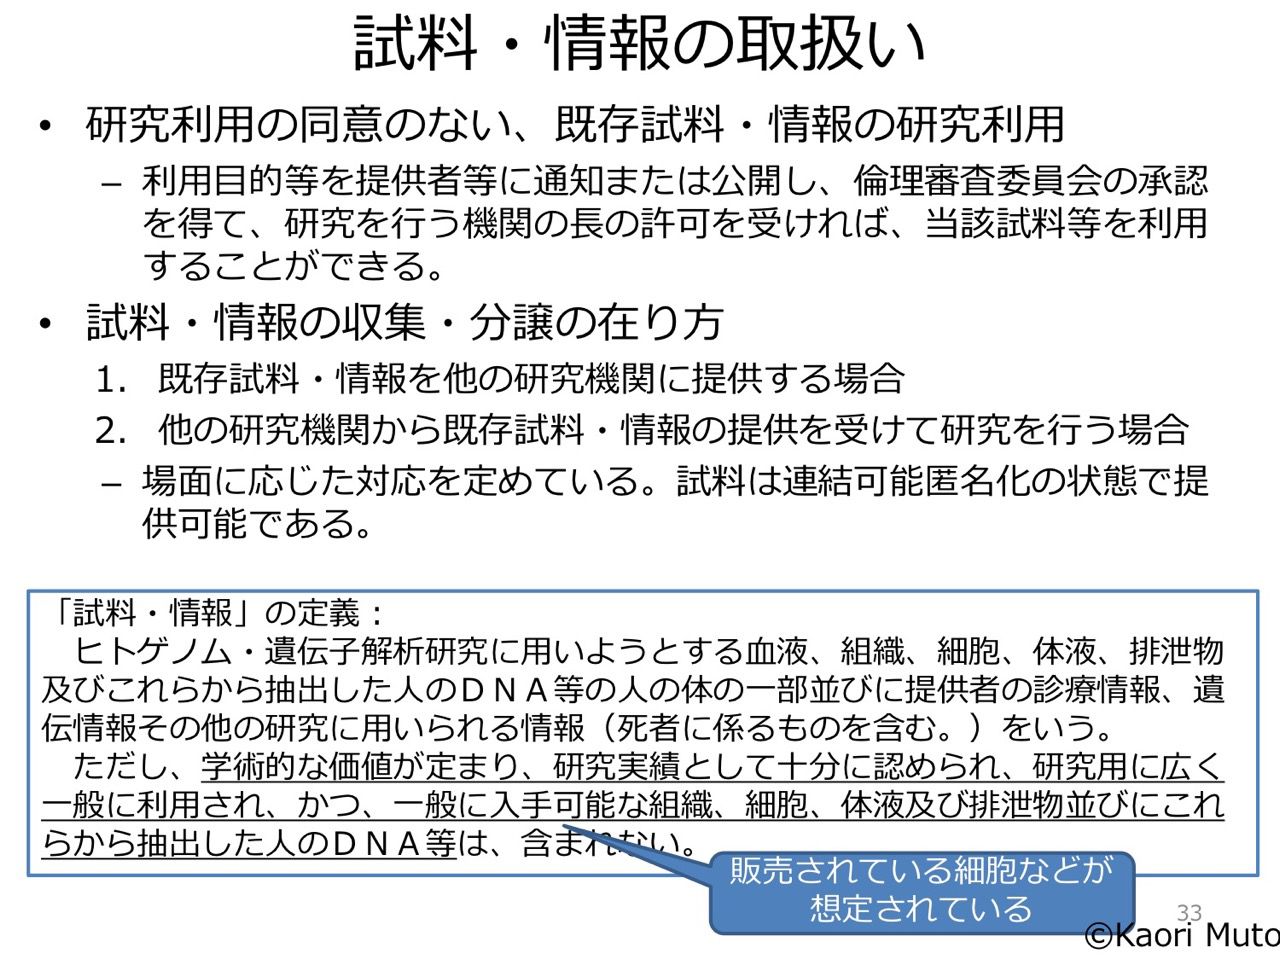 試料・情報の取扱い
• 研究利用の同意のない、既存試料・情報の研究利用
– 利用目的等を提供者等に通知または公開し、倫理審査委員会の承認
を得て、研究を行う機関の長の許可を受ければ、当該試料等を利用
することができる。
• 試料・情報の収集・分譲の在り方
1. 既存試料・情報を他の研究機関に提供する場合
2. 他の研究機関から既存試料・情報の提供を受けて研究を行う場合
– 場面に応じた対応を定めている。試料は連結可能匿名化の状態で提
供可能である。
「試料・情報」の定義：
　ヒトゲノム・遺伝子解析研究に用いようとする血液、組織、細胞、体液、排泄物
及びこれらから抽出した人のＤＮＡ等の人の体の一部並びに提供者の診療情報、遺
伝情報その他の研究に用いられる情報（死者に係るものを含む。）をいう。
　ただし、学術的な価値が定まり、研究実績として十分に認められ、研究用に広く
一般に利用され、かつ、一般に入手可能な組織、細胞、体液及び排泄物並びにこれ
らから抽出した人のＤＮＡ等は、含まれない。
販売されている細胞などが
想定されている
33
©Kaori Muto